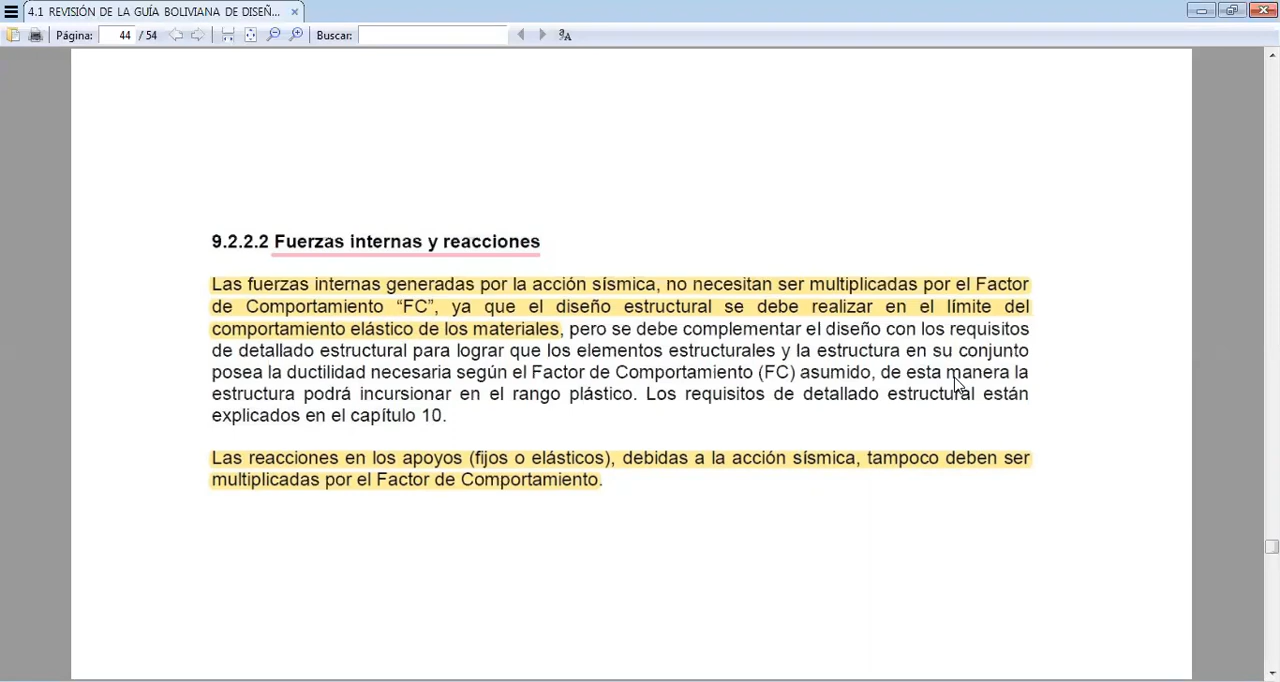 4.1 REVISIÓN DE LA GUÍA BOLIVIANA DE DISEÑ...
Página: 44 / 54 Buscar:
9.2.2.2 Fuerzas internas y reacciones
Las fuerzas internas generadas por la acción sísmica, no necesitan ser multiplicadas por el Factor
de Comportamiento “FC”, ya que el diseño estructural se debe realizar en el límite del
comportamiento elástico de los materiales, pero se debe complementar el diseño con los requisitos
de detallado estructural para lograr que los elementos estructurales y la estructura en su conjunto
posea la ductilidad necesaria según el Factor de Comportamiento (FC) asumido, de esta manera la
estructura podrá incursionar en el rango plástico. Los requisitos de detallado estructural están
explicados en el capítulo 10.
Las reacciones en los apoyos (fijos o elásticos), debidas a la acción sísmica, tampoco deben ser
multiplicadas por el Factor de Comportamiento.